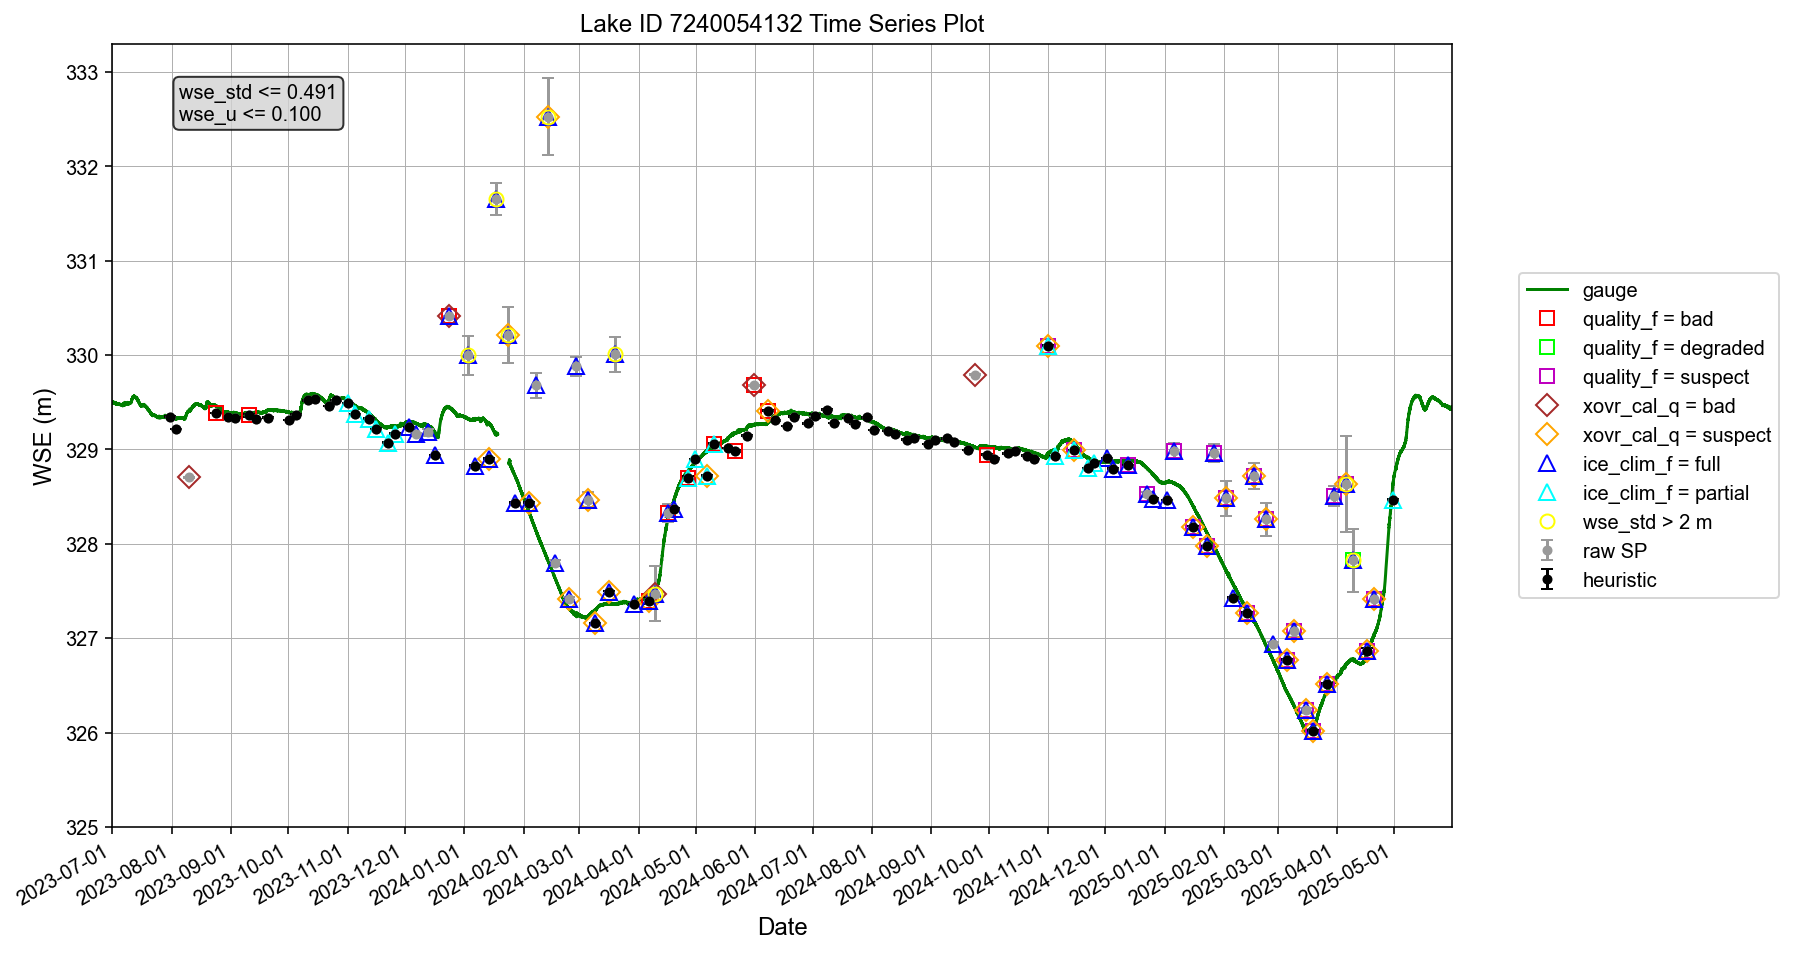 Lake ID 7240054132 Time Series Plot
wse_std <= 0.491
wse_u <= 0.100
WSE (m)
333
332
331
330
329
328
327
326
325
2023-07-01
2023-08-01
2023-09-01
2023-10-01
2023-11-01
2023-12-01
2024-01-01
2024-02-01
2024-03-01
2024-04-01
2024-05-01
2024-06-01
2024-07-01
2024-08-01
2024-09-01
2024-10-01
2024-11-01
2024-12-01
2025-01-01
2025-02-01
2025-03-01
2025-04-01
2025-05-01
Date
gauge
quality_f = bad
quality_f = degraded
quality_f = suspect
xovr_cal_q = bad
xovr_cal_q = suspect
ice_clim_f = full
ice_clim_f = partial
wse_std > 2 m
raw SP
heuristic